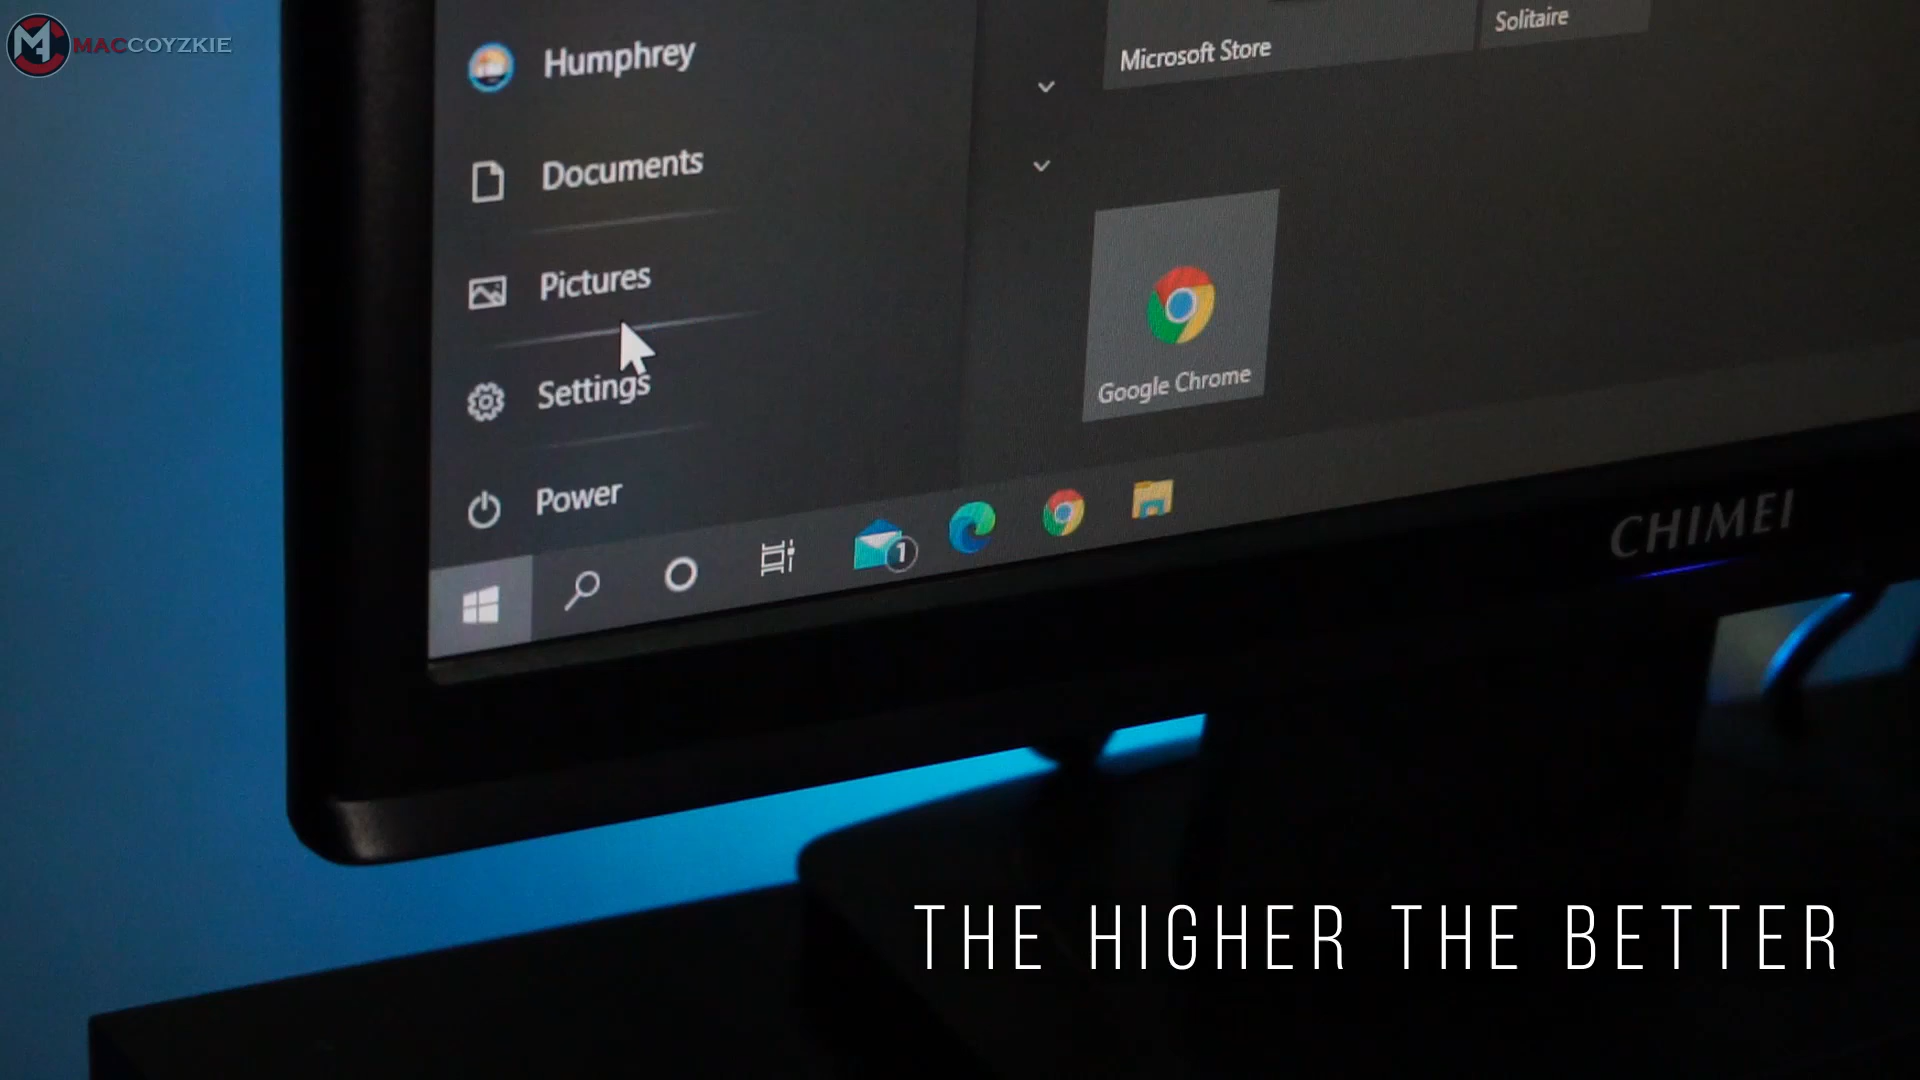 MACCOYZKIE
Humphrey
Documents
Pictures
Settings
Power
Microsoft Store
Solitaire
Google Chrome
1
CHIMEI
THE HIGHER THE BETTER